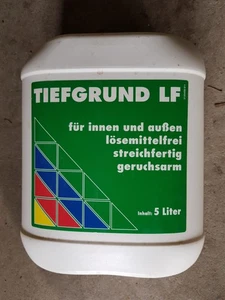 TIEFGRUND LF
für innen und außen
lösemittelfrei
streichfertig
geruchsarm
Inhalt: 5 Liter